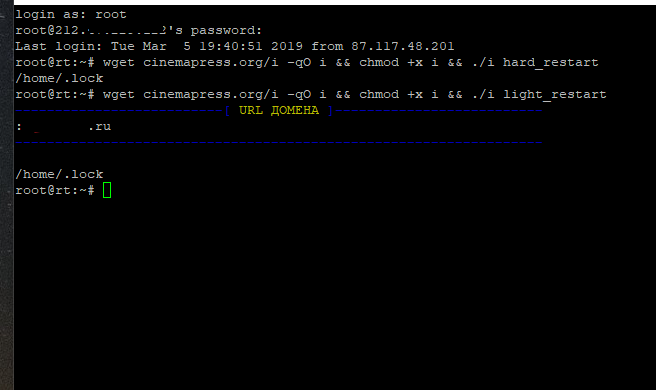 login as: root
root@212. 's password:
Last login: Tue Mar  5 19:40:51 2019 from 87.117.48.201
root@rt:~# wget cinemapress.org/i -qO i && chmod +x i && ./i hard_restart
/home/.lock
root@rt:~# wget cinemapress.org/i -qO i && chmod +x i && ./i light_restart
--------------------------| URL ДОМЕНА |--------------------------
: .ru
------------------------------------------------------------------
/home/.lock
root@rt:~#